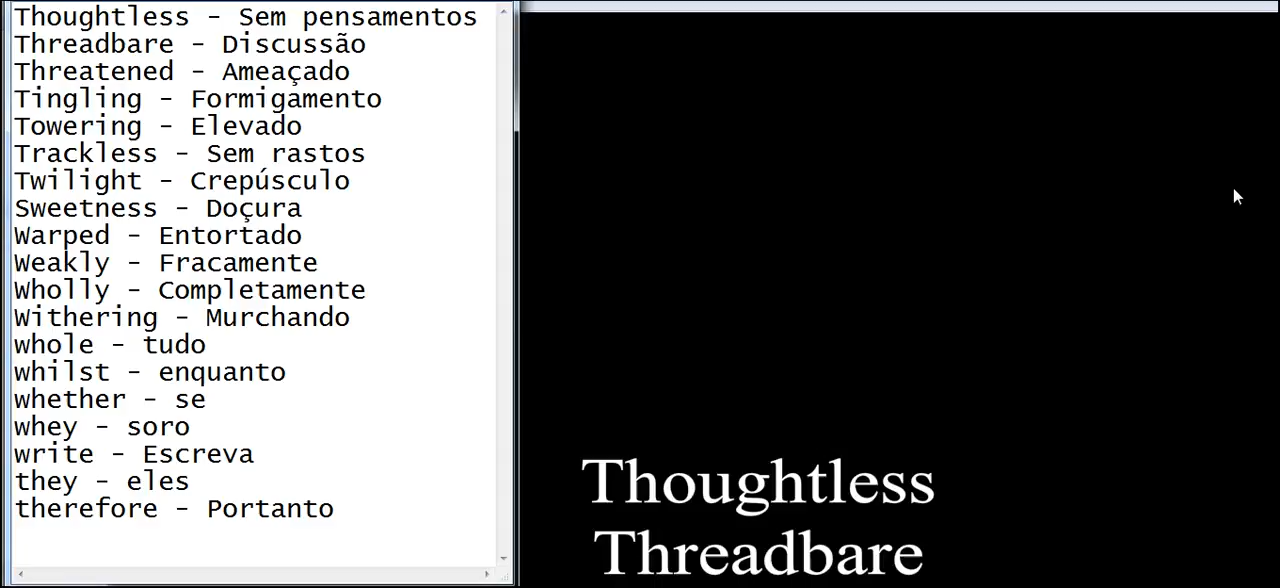 Thoughtless - Sem pensamentos
Threadbare - Discussão
Threatened - Ameaçado
Tingling - Formigamento
Towering - Elevado
Trackless - Sem rastos
Twilight - Crepúsculo
Sweetness - Doçura
Warped - Entortado
Weakly - Fracamente
Wholly - Completamente
Withering - Murchando
whole - tudo
whilst - enquanto
whether - se
whey - soro
write - Escreva
they - eles
therefore - Portanto
Thoughtless
Threadbare